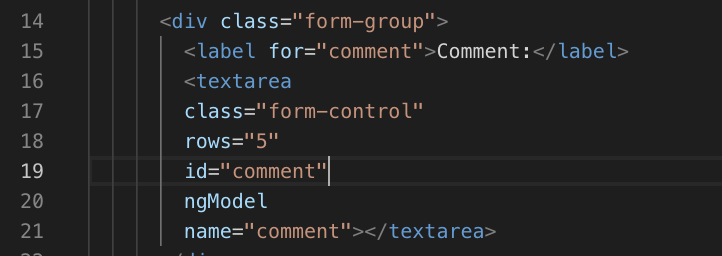 14 <div class="form-group">
15 <label for="comment">Comment:</label>
16 <textarea
17 class="form-control"
18 rows="5"
19 id="comment"
20 ngModel
21 name="comment"></textarea>